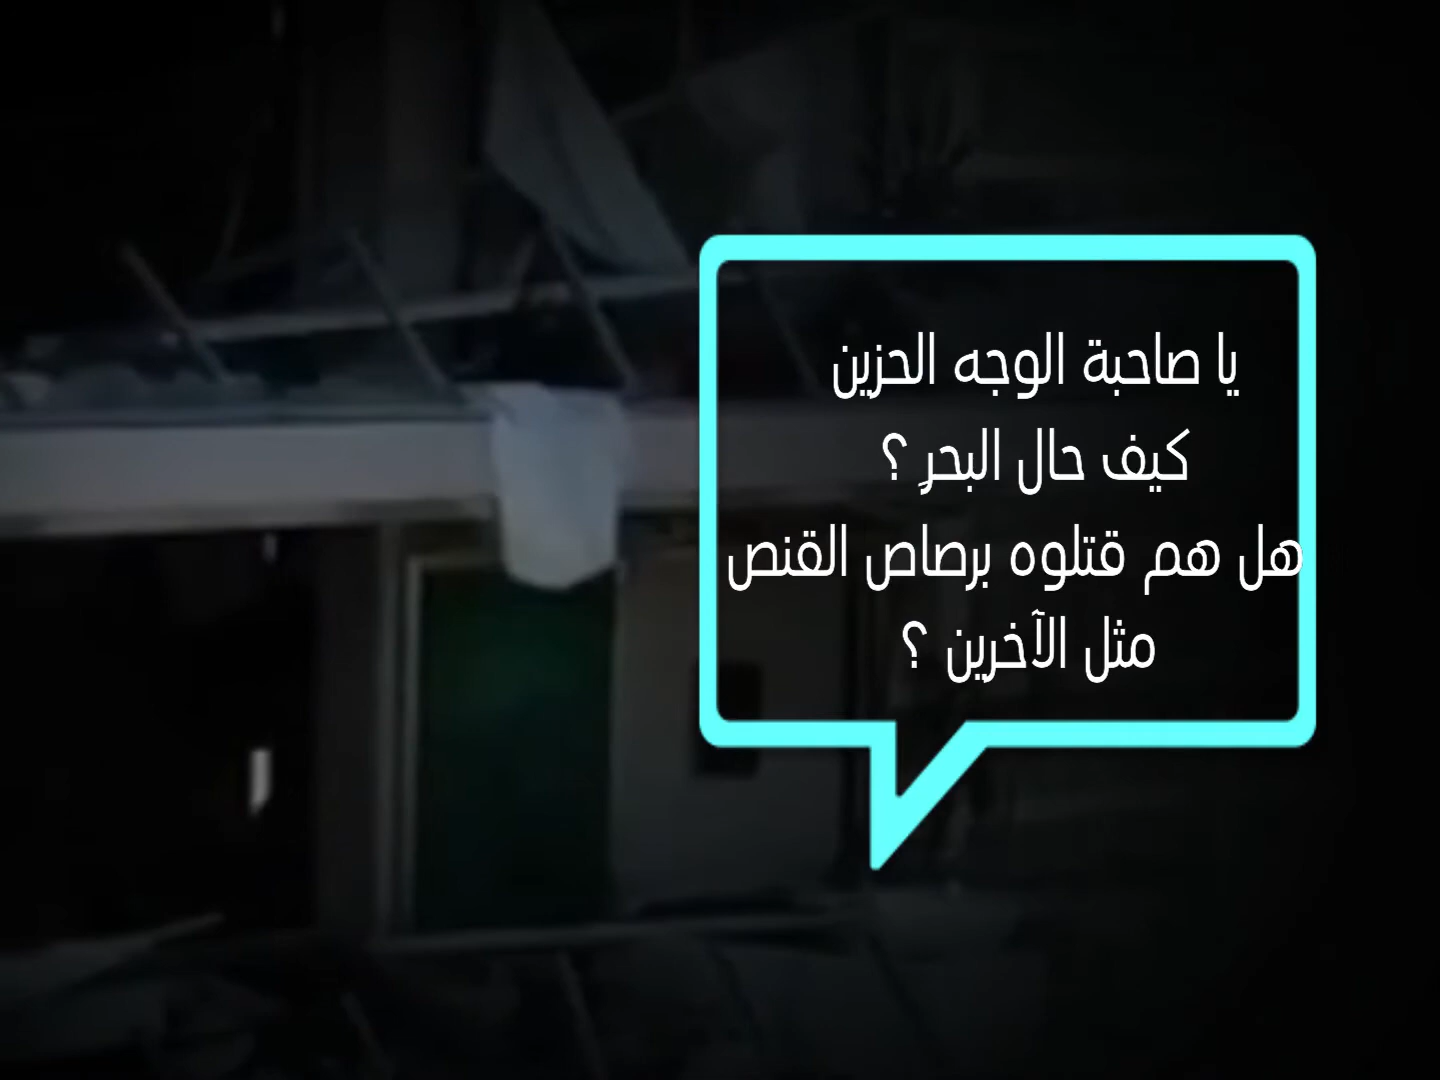 يا صاحبة الوجه الحزين
كيف حال البحرِ ؟
هل هم قتلوه برصاص القنص
مثل الآخرين ؟